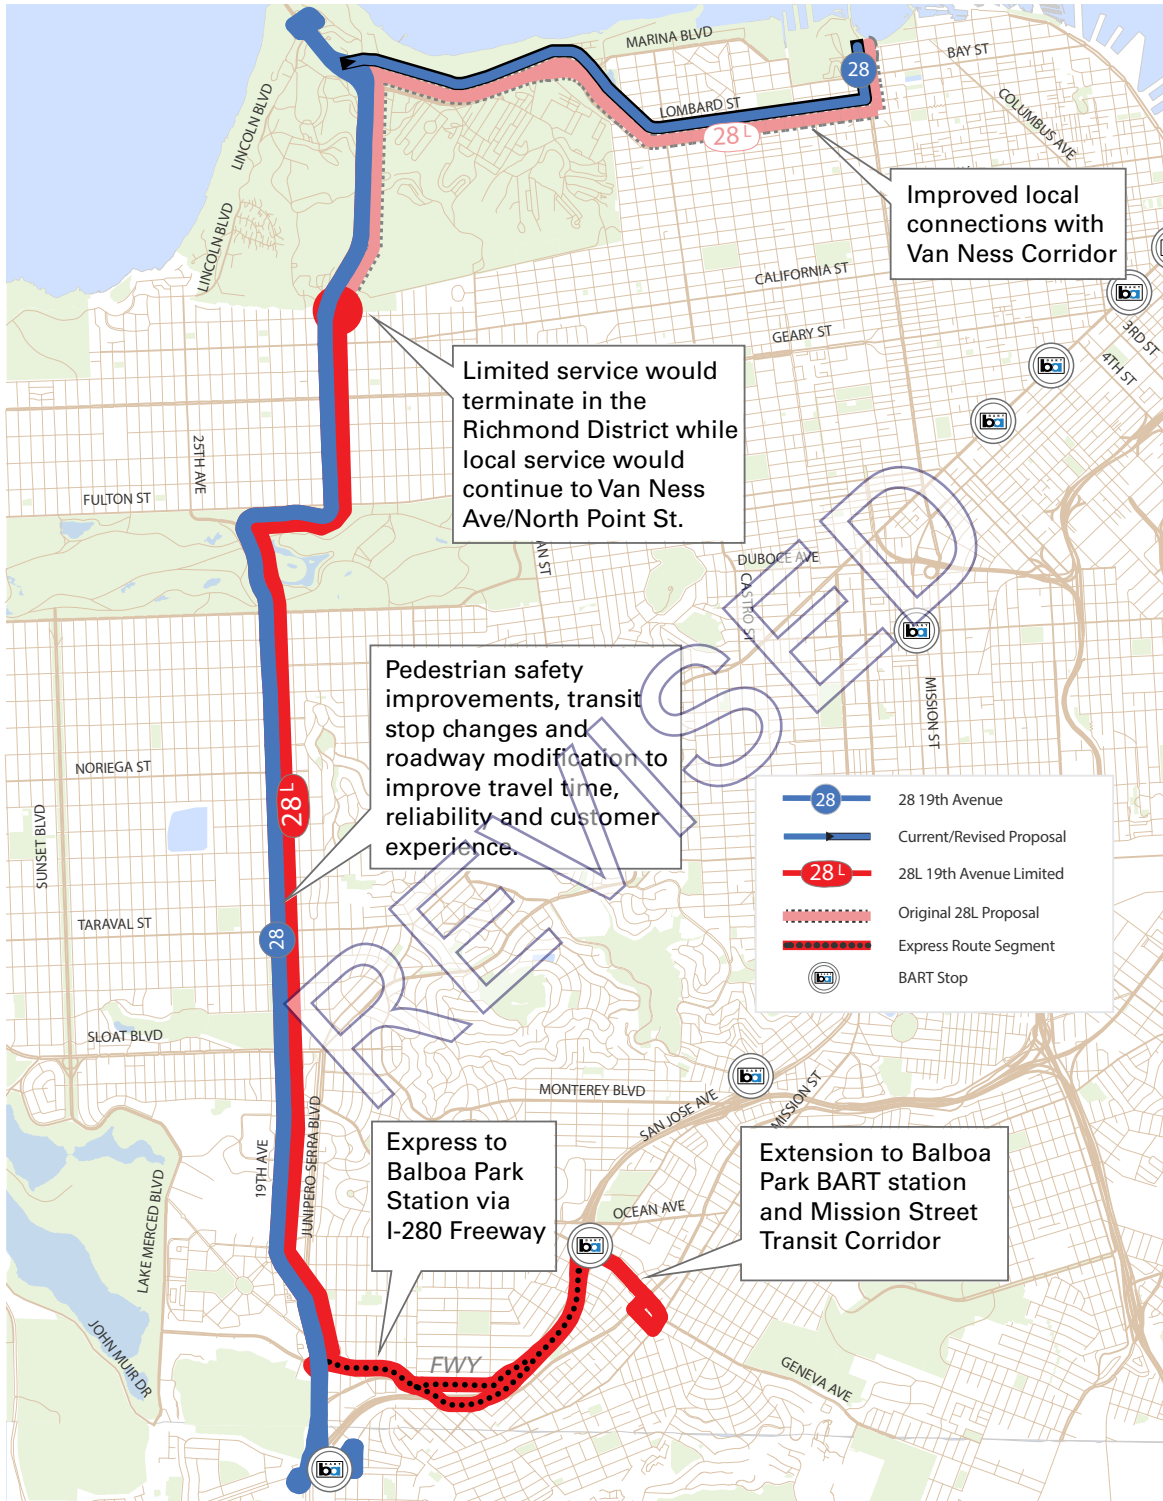 MARINA BLVD
BAY ST
COLUMBUS AVE
LINCOLN BLVD
28
LOMBARD ST
28 L
LINCOLN BLVD
Improved local
connections with
Van Ness Corridor
CALIFORNIA ST
GEARY ST
3RD ST
4TH ST
Limited service would
terminate in the
Richmond District while
local service would
continue to Van Ness
Ave/North Point St.
25TH AVE
FULTON ST
AN ST
DUBOCE AVE
CASTRO ST
MISSION ST
Pedestrian safety
improvements, transit
stop changes and
roadway modification to
improve travel time,
reliability and customer
experience.
REVISED
NORIEGA ST
28 L
SUNSET BLVD
TARAVAL ST
28
28 28 19th Avenue
Current/Revised Proposal
28 L 28L 19th Avenue Limited
Original 28L Proposal
Express Route Segment
ba BART Stop
SLOAT BLVD
MONTEREY BLVD
SAN JOSE AVE
MISSION ST
19TH AVE
JUNIPERO SERRA BLVD
LAKE MERCED BLVD
Express to
Balboa Park
Station via
I-280 Freeway
OCEAN AVE
Extension to Balboa
Park BART station
and Mission Street
Transit Corridor
JOHN MUIR DR
FWY
GENEVA AVE